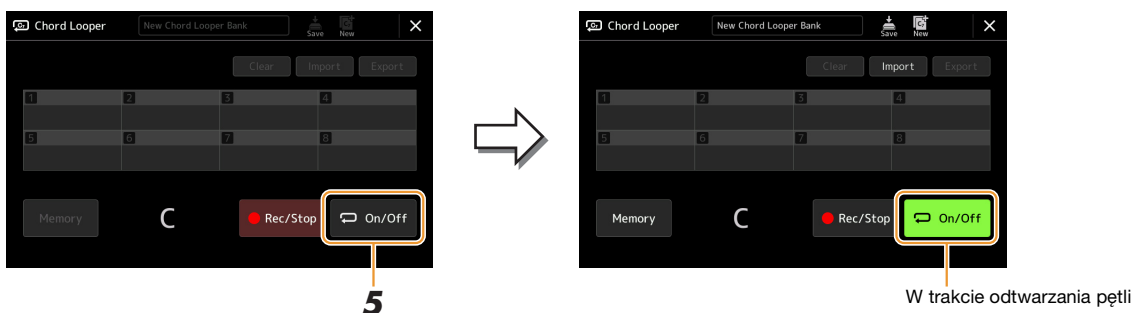 Chord Looper New Chord Looper Bank Save New
Clear Import Export
1 2 3 4
5 6 7 8
Memory C Rec/Stop On/Off
5
Chord Looper New Chord Looper Bank Save New
Clear Import Export
1 2 3 4
5 6 7 8
Memory C Rec/Stop On/Off
W trakcie odtwarzania pętli